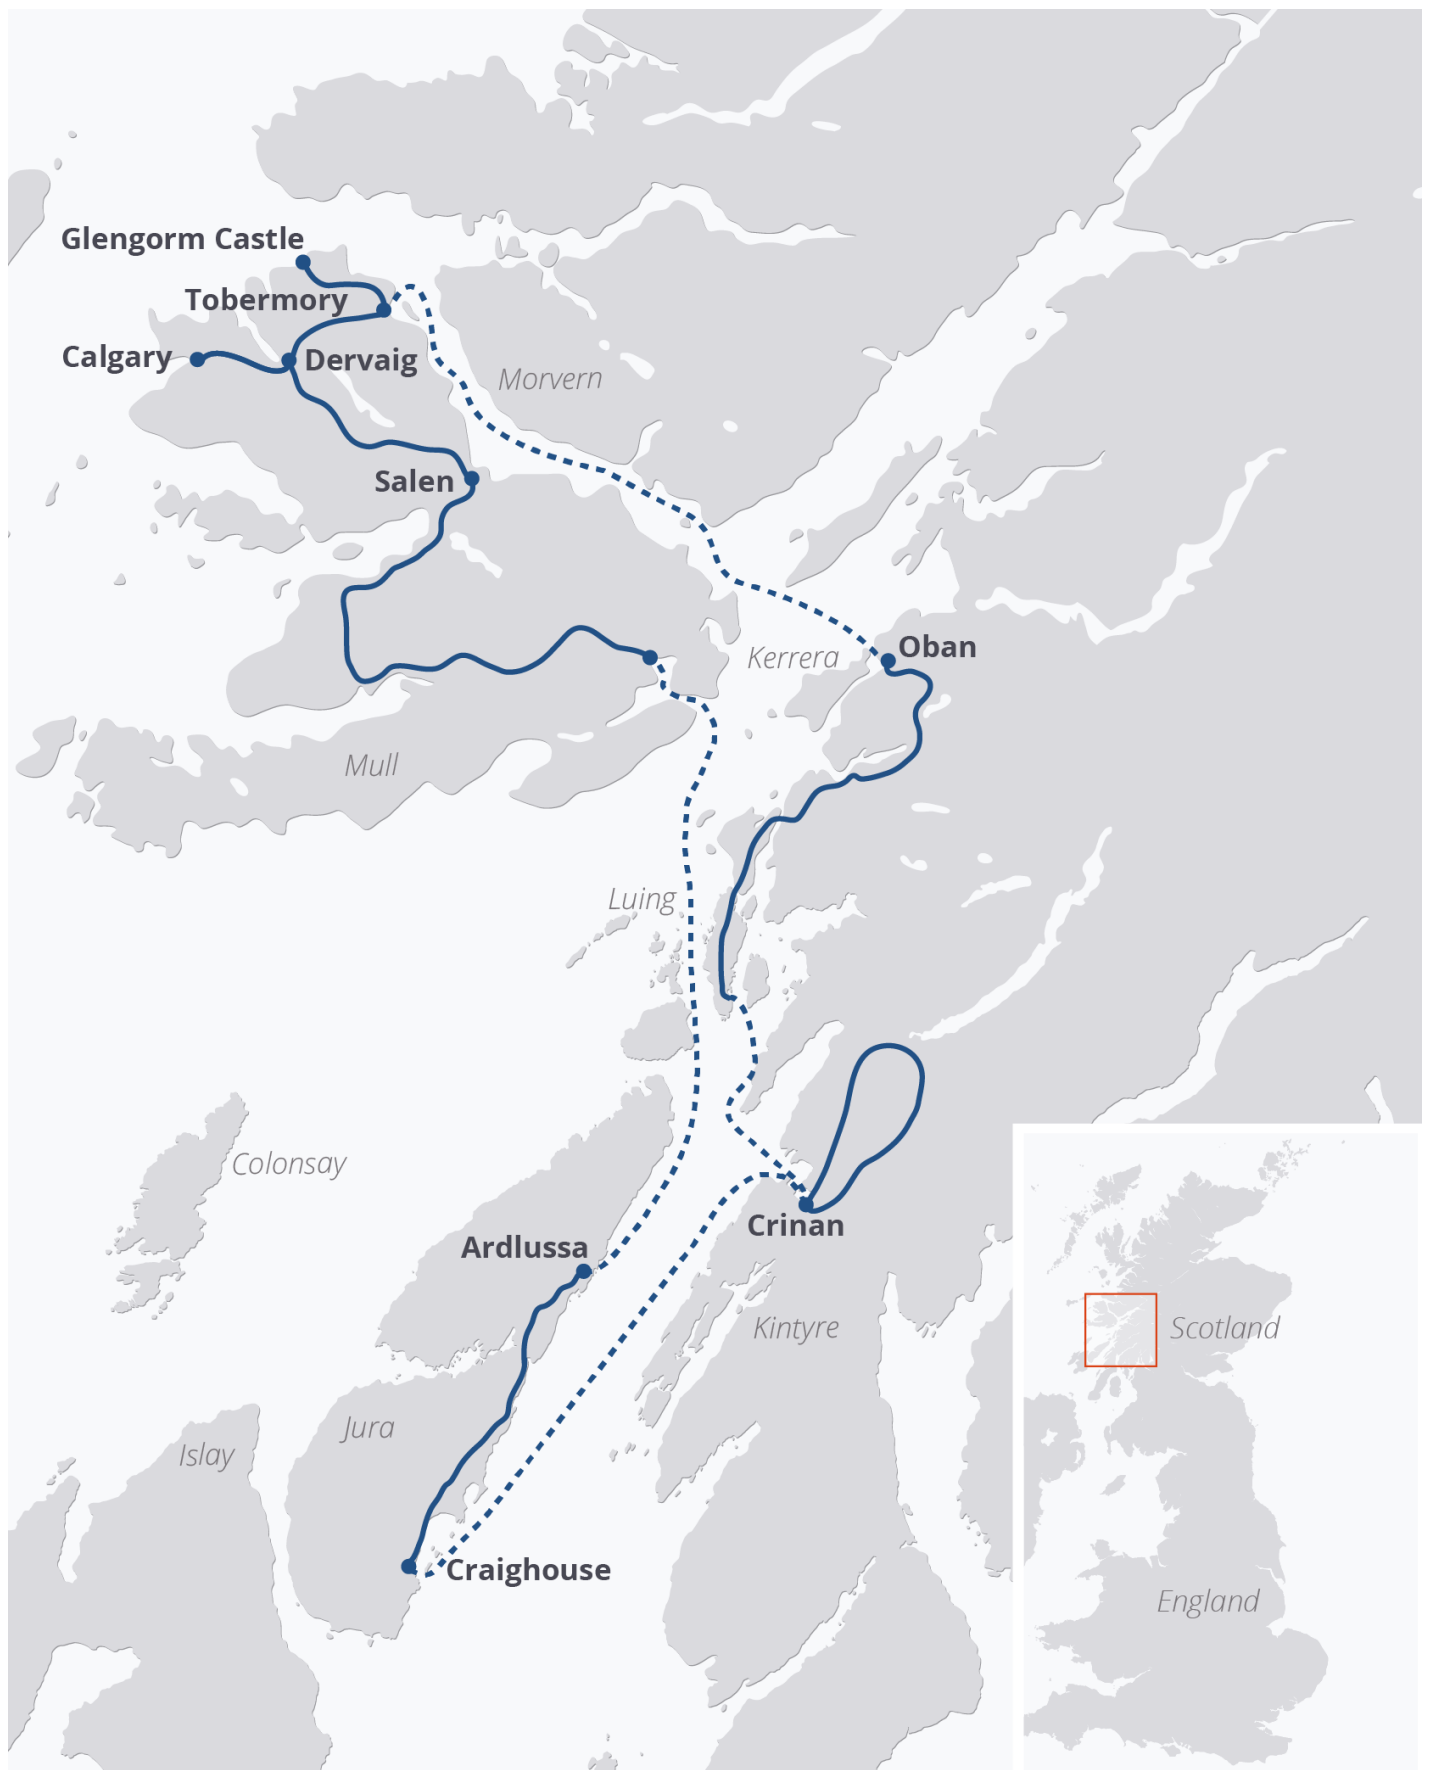 Glengorm Castle
Tobermory
Calgary
Dervaig
Morvern
Salen
Oban
Kerrera
Mull
Luing
Colonsay
Crinan
Ardlussa
Kintyre
Scotland
Jura
Islay
Craighouse
England